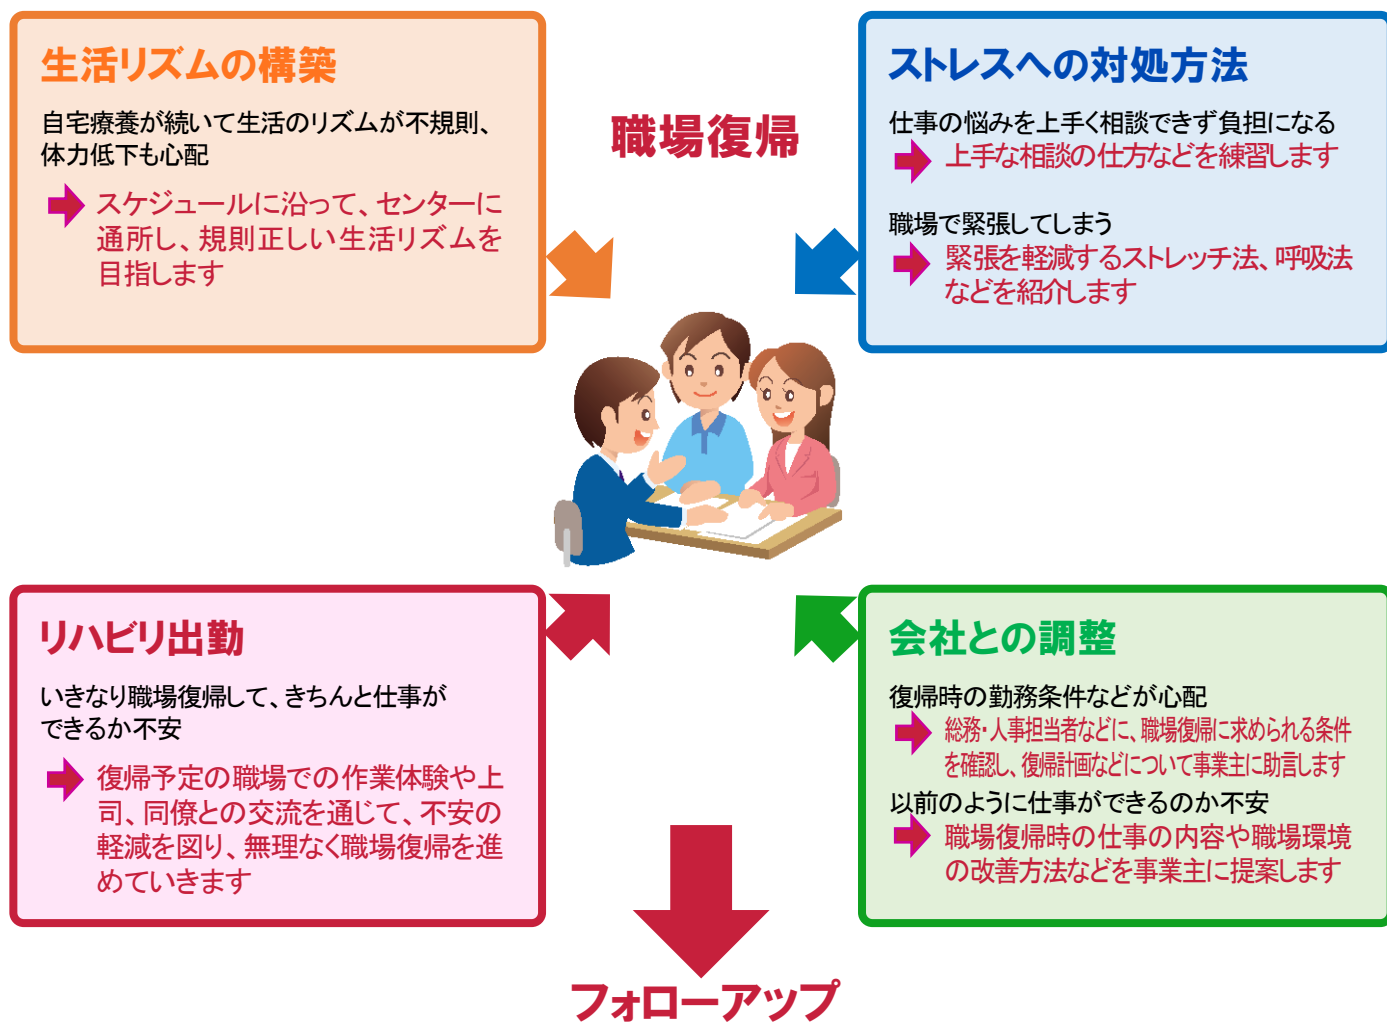 生活リズムの構築
自宅療養が続いて生活のリズムが不規則、
体力低下も心配
スケジュールに沿って、センターに
通所し、規則正しい生活リズムを
目指します
職場復帰
ストレスへの対処方法
仕事の悩みを上手く相談できず負担になる
上手な相談の仕方などを練習します
職場で緊張してしまう
緊張を軽減するストレッチ法、呼吸法
などを紹介します
リハビリ出勤
いきなり職場復帰して、きちんと仕事が
できるか不安
復帰予定の職場での作業体験や上
司、同僚との交流を通じて、不安の
軽減を図り、無理なく職場復帰を進
めていきます
会社との調整
復帰時の勤務条件などが心配
総務・人事担当者などに、職場復帰に求められる条件
を確認し、復帰計画などについて事業主に助言します
以前のように仕事ができるのか不安
職場復帰時の仕事の内容や職場環境
の改善方法などを事業主に提案します
フォローアップ